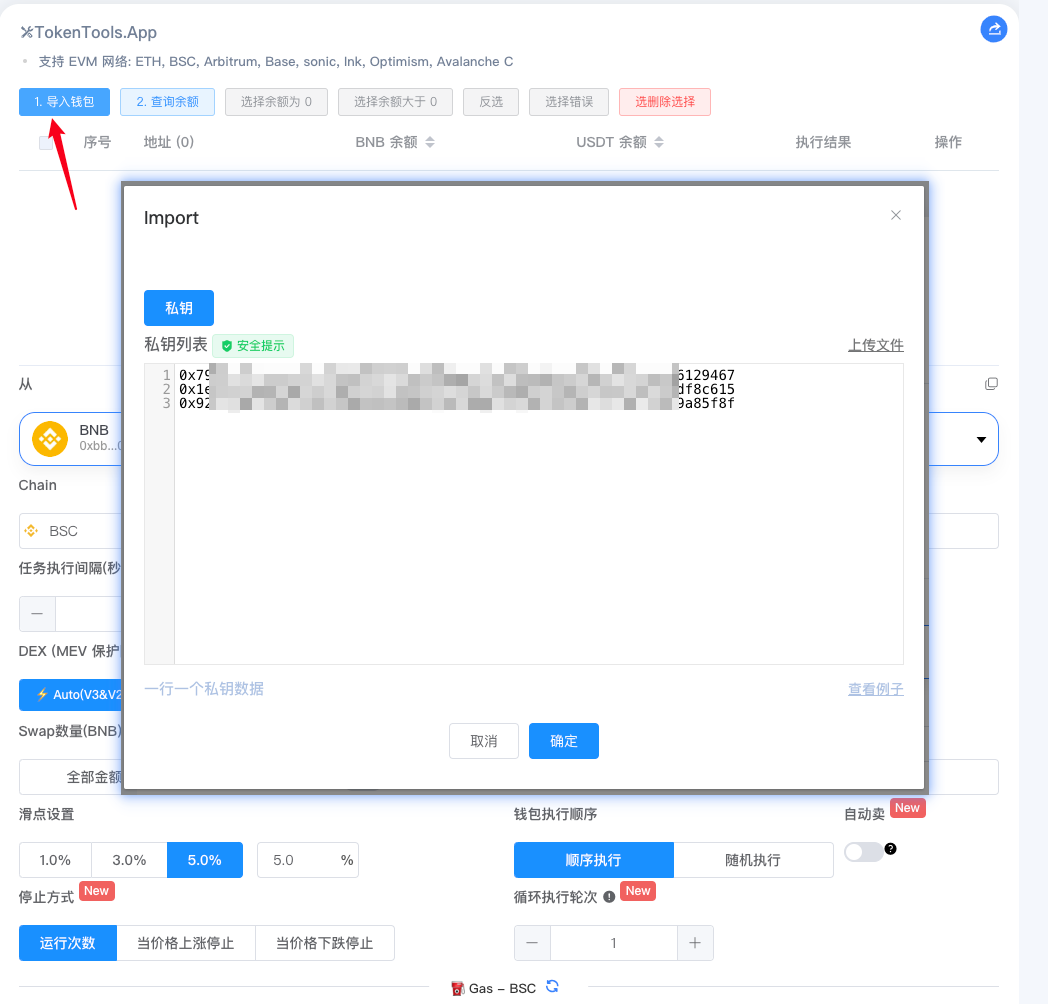 TokenTools.App
支持 EVM 网络: ETH, BSC, Arbitrum, Base, sonic, Ink, Optimism, Avalanche C
1. 导入钱包 2. 查询余额 选择余额为 0 选择余额大于 0 反选 选择错误 选删除选择
序号 地址 (0) BNB 余额 USDT 余额 执行结果 操作
Import
私钥
私钥列表 安全提示 上传文件
1 0x79 6129467
2 0x1e df8c615
3 0x92 9a85f8f
一行一个私钥数据 查看例子
取消 确定
从
BNB
0xbb...
Chain
BSC
任务执行间隔(秒
DEX (MEV 保护
Auto(V3&V2
Swap数量(BNB)
全部金额
滑点设置 钱包执行顺序 自动卖 New
1.0% 3.0% 5.0% 5.0 % 顺序执行 随机执行 ?
停止方式 New 循环执行轮次 New
运行次数 当价格上涨停止 当价格下跌停止 1
Gas – BSC